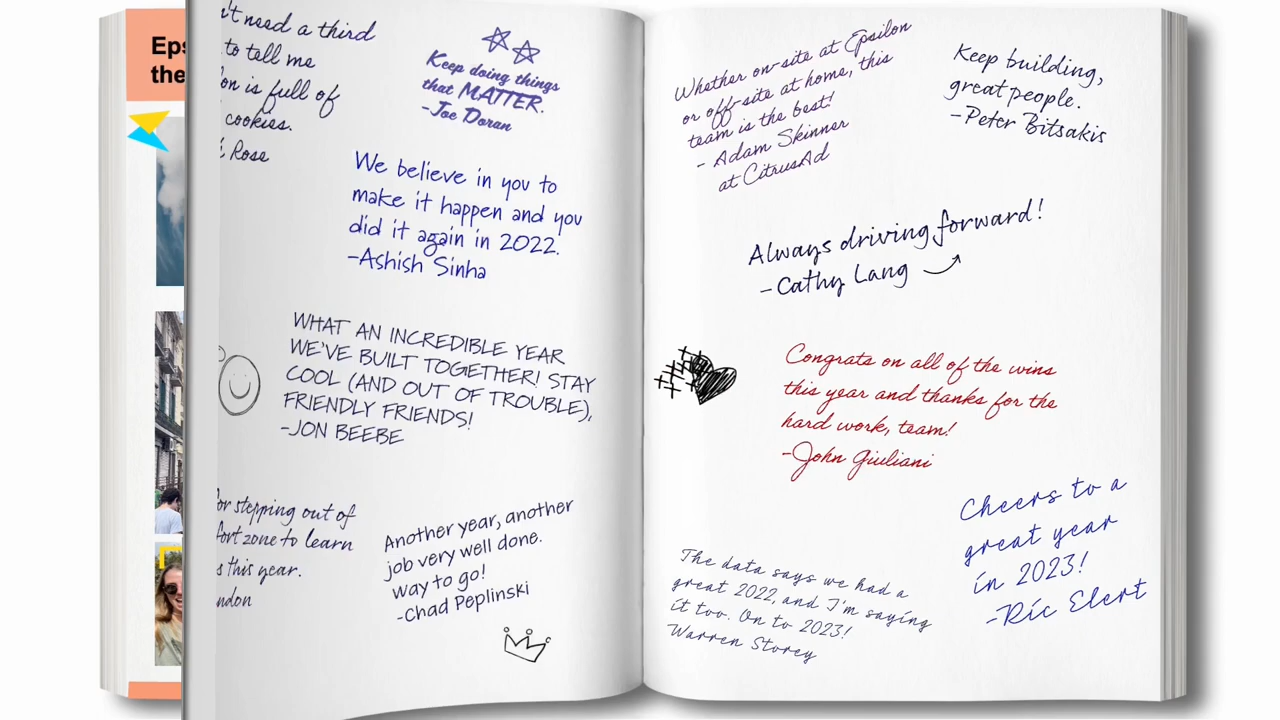 Eps
the
n't need a third
to tell me
on is full of
cookies.
Rose
Keep doing things
that MATTER.
-Joe Doran
We believe in you to
make it happen and you
did it again in 2022.
-Ashish Sinha
WHAT AN INCREDIBLE YEAR
WE'VE BUILT TOGETHER! STAY
COOL (AND OUT OF TROUBLE),
FRIENDLY FRIENDS!
-JON BEEBE
or stepping out of
fort zone to learn
s this year.
ndon
Another year, another
job very well done.
way to go!
-Chad Peplinski
Whether on-site at Epsilon
or off-site at home, this
team is the best!
- Adam Skinner
at CitrusAd
Keep building,
great people.
-Peter Bitsakis
Always driving forward!
-Cathy Lang
Congrats on all of the wins
this year and thanks for the
hard work, team!
-John Giuliani
The data says we had a
great 2022, and I'm saying
it too. On to 2023!
Warren Storey
Cheers to a
great year
in 2023!
-Ric Elert